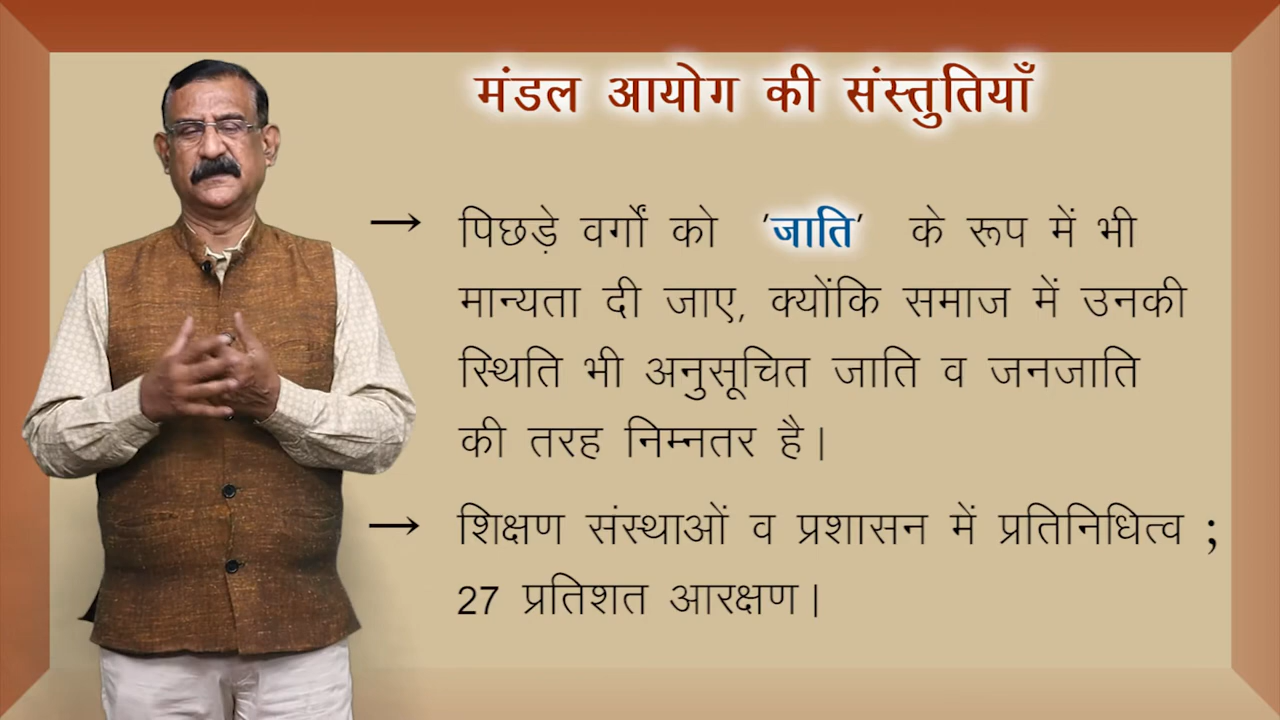 मंडल आयोग की संस्तुतियाँ
→ पिछड़े वर्गों को 'जाति' के रूप में भी
मान्यता दी जाए, क्योंकि समाज में उनकी
स्थिति भी अनुसूचित जाति व जनजाति
की तरह निम्नतर है।
→ शिक्षण संस्थाओं व प्रशासन में प्रतिनिधित्व ;
27 प्रतिशत आरक्षण।